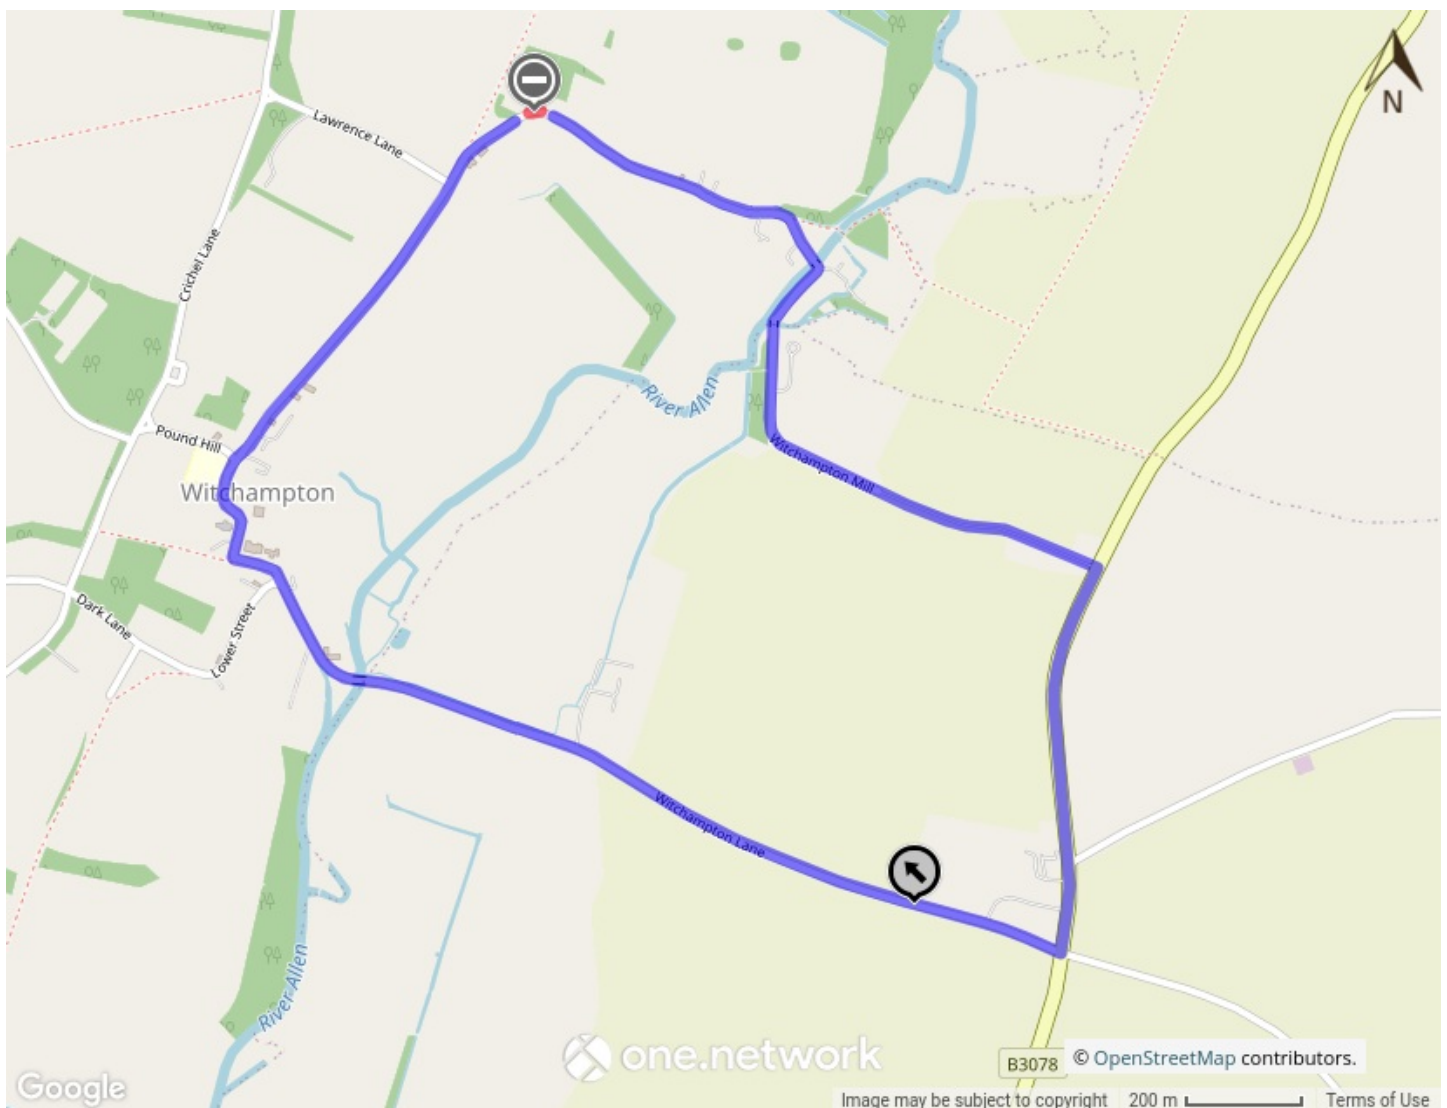 N
Lawrence Lane
Crichel Lane
Pound Hill
River Allen
Witchampton Mill
Witchampton
Dark Lane
Lower Street
Witchampton Lane
River Allen
one.network
B3078
© OpenStreetMap contributors.
Google
Image may be subject to copyright 200 m Terms of Use